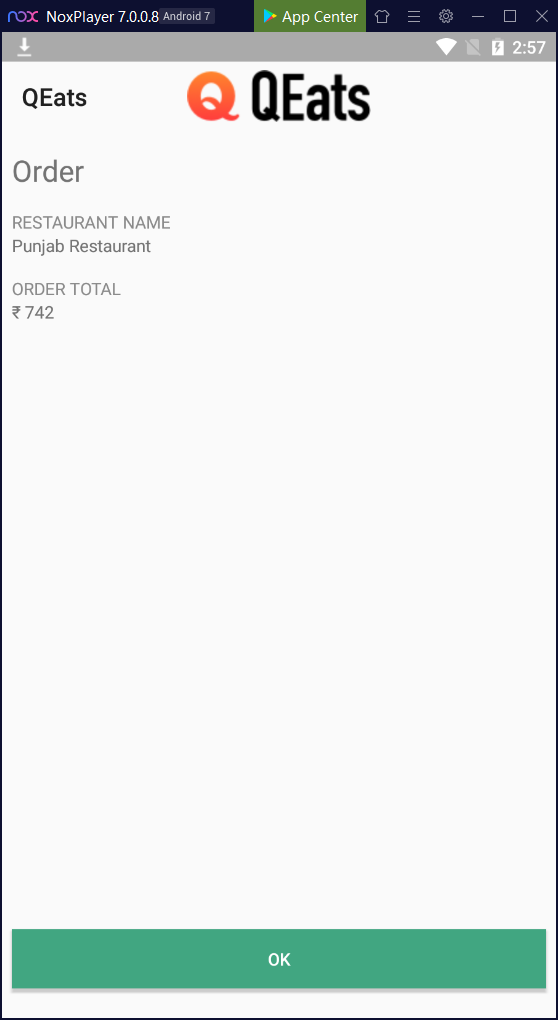 nox NoxPlayer 7.0.0.8 Android 7 App Center
2:57
QEats QEats
Order
RESTAURANT NAME
Punjab Restaurant
ORDER TOTAL
₹ 742
OK